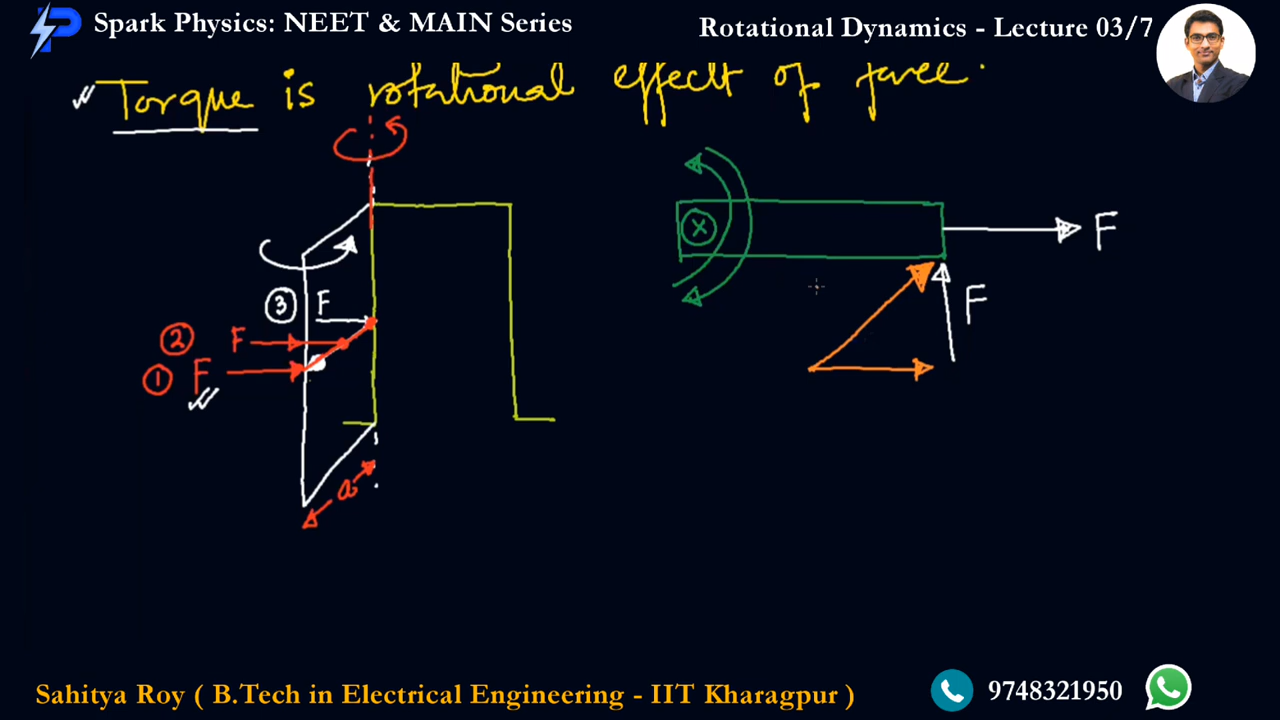 Spark Physics: NEET & MAIN Series
Rotational Dynamics - Lecture 03/7
Torque is rotational effect of force.
③ F
② F
① F
a
X
F
F
Sahitya Roy ( B.Tech in Electrical Engineering - IIT Kharagpur )
9748321950